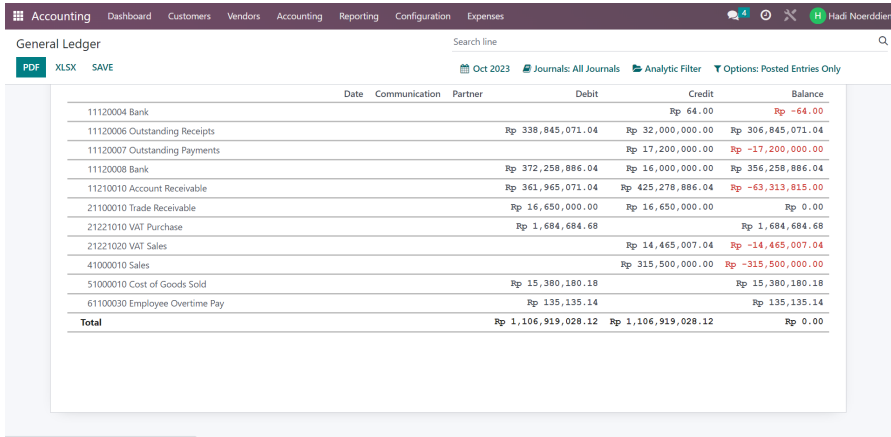 Accounting Dashboard Customers Vendors Accounting Reporting Configuration Expenses 4 H Hadi Noerddien
General Ledger Search line
PDF XLSX SAVE Oct 2023 Journals: All Journals Analytic Filter Options: Posted Entries Only
Date Communication Partner Debit Credit Balance
11120004 Bank Rp 64.00 Rp -64.00
11120006 Outstanding Receipts Rp 338,845,071.04 Rp 32,000,000.00 Rp 306,845,071.04
11120007 Outstanding Payments Rp 17,200,000.00 Rp -17,200,000.00
11120008 Bank Rp 372,258,886.04 Rp 16,000,000.00 Rp 356,258,886.04
11210010 Account Receivable Rp 361,965,071.04 Rp 425,278,886.04 Rp -63,313,815.00
21100010 Trade Receivable Rp 16,650,000.00 Rp 16,650,000.00 Rp 0.00
21221010 VAT Purchase Rp 1,684,684.68 Rp 1,684,684.68
21221020 VAT Sales Rp 14,465,007.04 Rp -14,465,007.04
41000010 Sales Rp 315,500,000.00 Rp -315,500,000.00
51000010 Cost of Goods Sold Rp 15,380,180.18 Rp 15,380,180.18
61100030 Employee Overtime Pay Rp 135,135.14 Rp 135,135.14
Total Rp 1,106,919,028.12 Rp 1,106,919,028.12 Rp 0.00